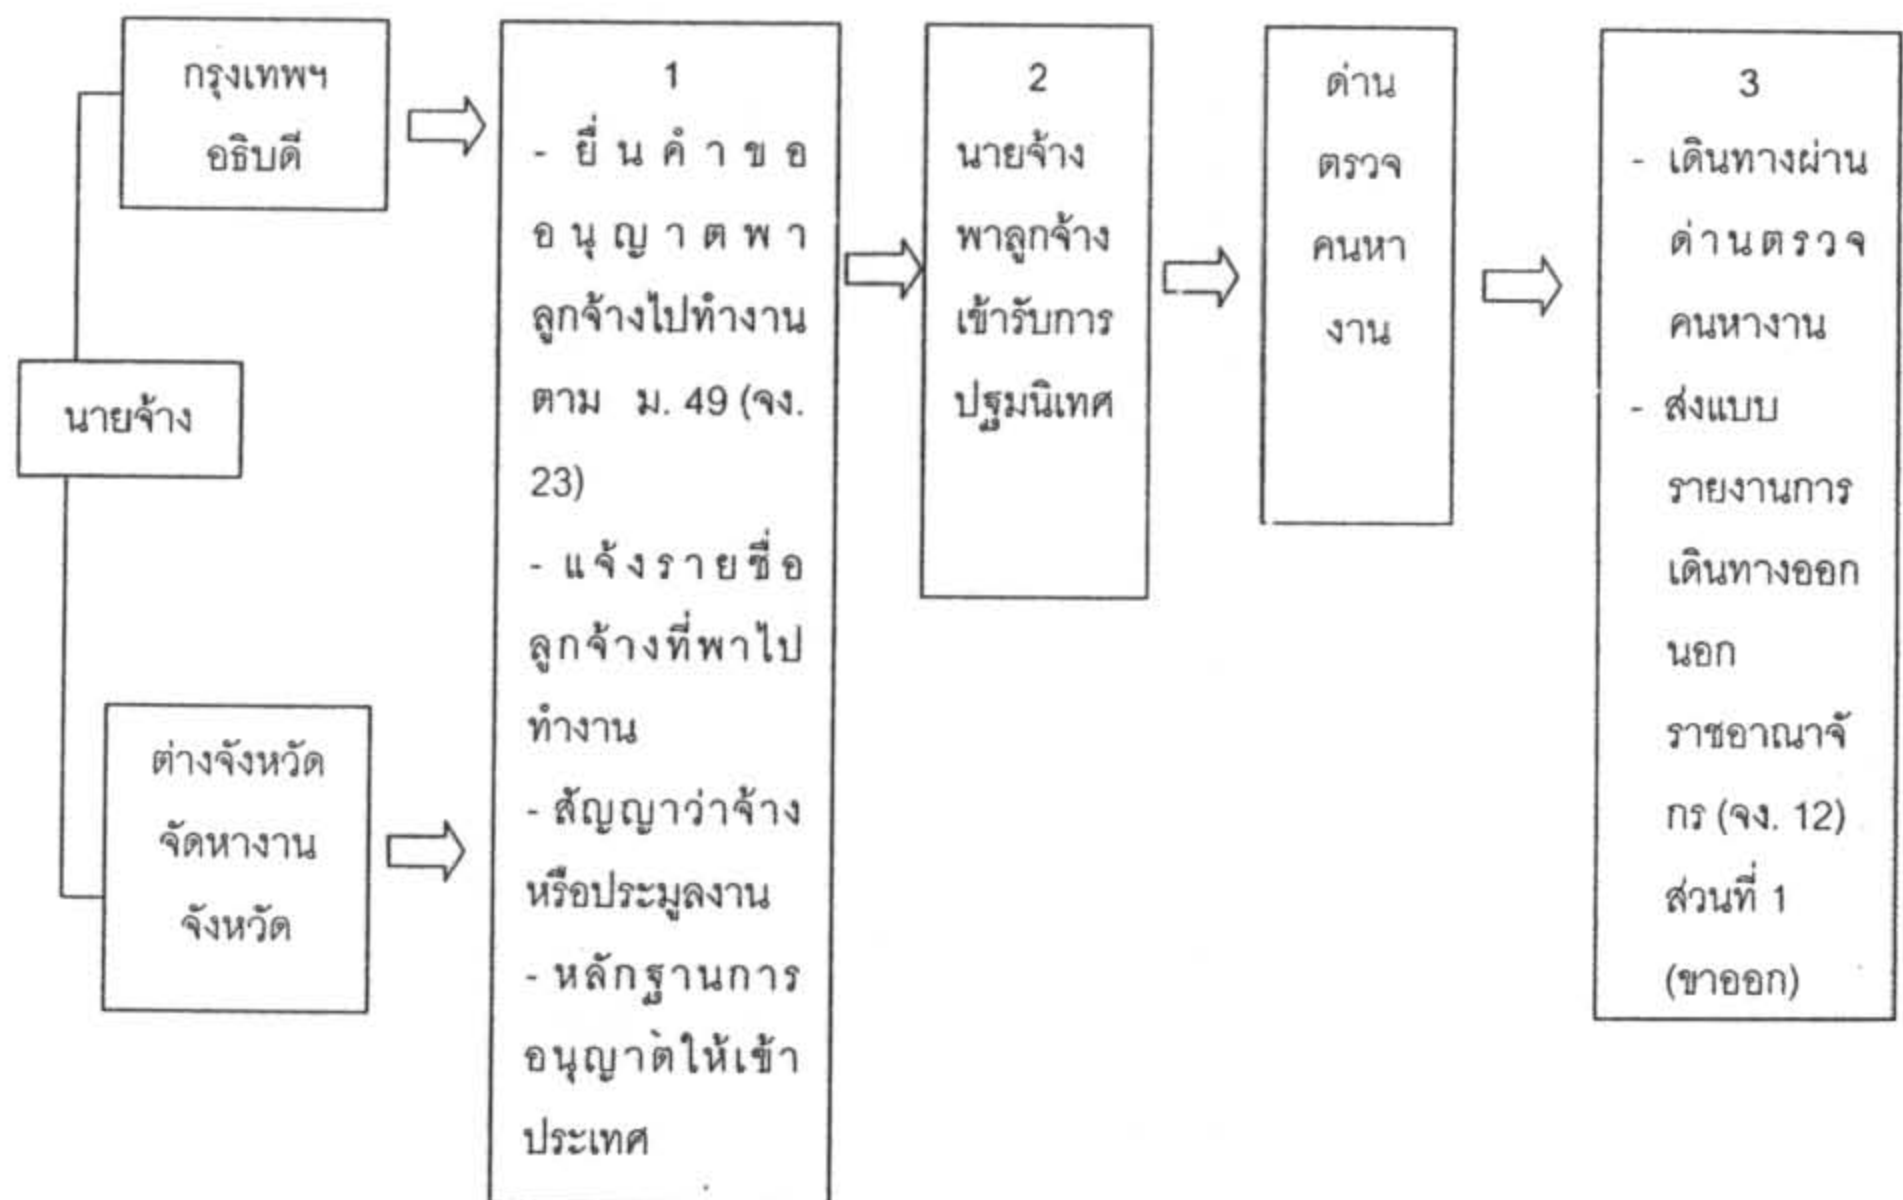 กรุงเทพฯ
อธิบดี
นายจ้าง
ต่างจังหวัด
จัดหางาน
จังหวัด
1
- ยื่นคำขอ
อนุญาตพา
ลูกจ้างไปทำงาน
ตาม ม. 49 (จง.
23)
- แจ้งรายชื่อ
ลูกจ้างที่พาไป
ทำงาน
- สัญญาว่าจ้าง
หรือประมูลงาน
- หลักฐานการ
อนุญาตให้เข้า
ประเทศ
2
นายจ้าง
พาลูกจ้าง
เข้ารับการ
ปฐมนิเทศ
ด่าน
ตรวจ
คนหา
งาน
3
- เดินทางผ่าน
ด่านตรวจ
คนหางาน
- ส่งแบบ
รายงานการ
เดินทางออก
นอก
ราชอาณาจั
กร (จง. 12)
ส่วนที่ 1
(ขาออก)